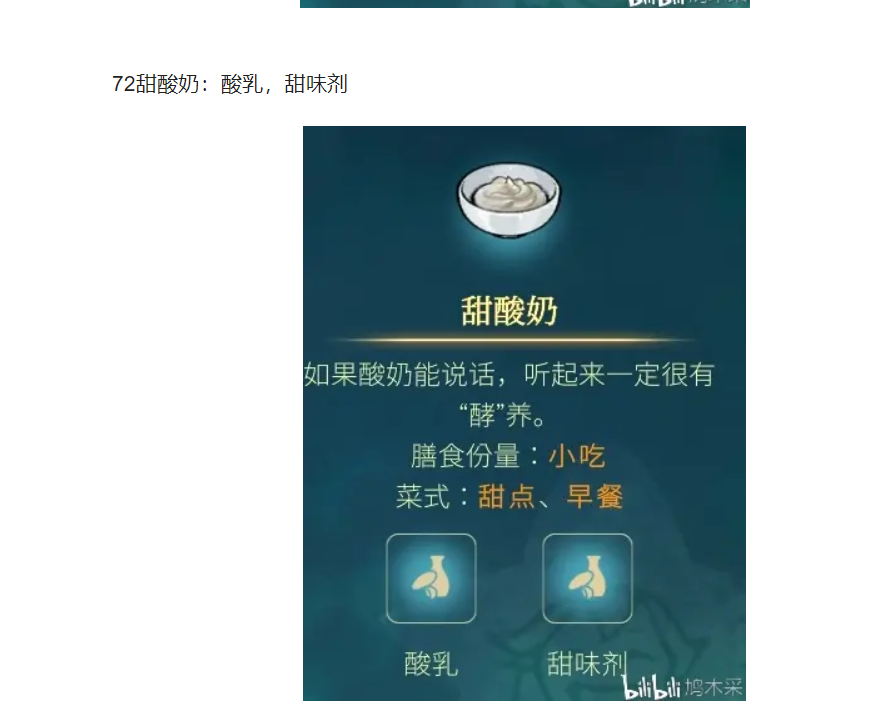 72甜酸奶：酸乳，甜味剂
甜酸奶
如果酸奶能说话，听起来一定很有
“酵”养。
膳食份量：小吃
菜式：甜点、早餐
酸乳 甜味剂
bilibili 鸠木采